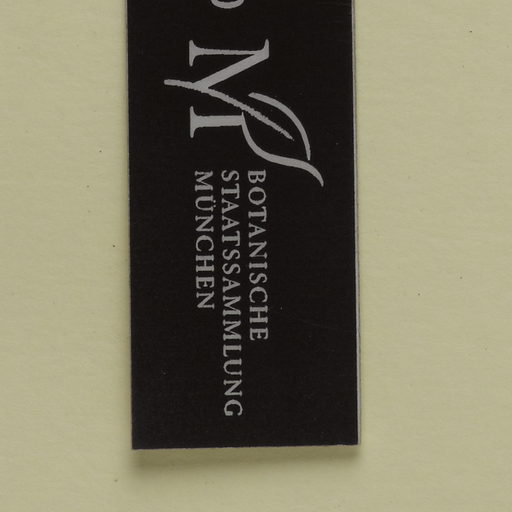 M
BOTANISCHE
STAATSSAMMLUNG
MÜNCHEN